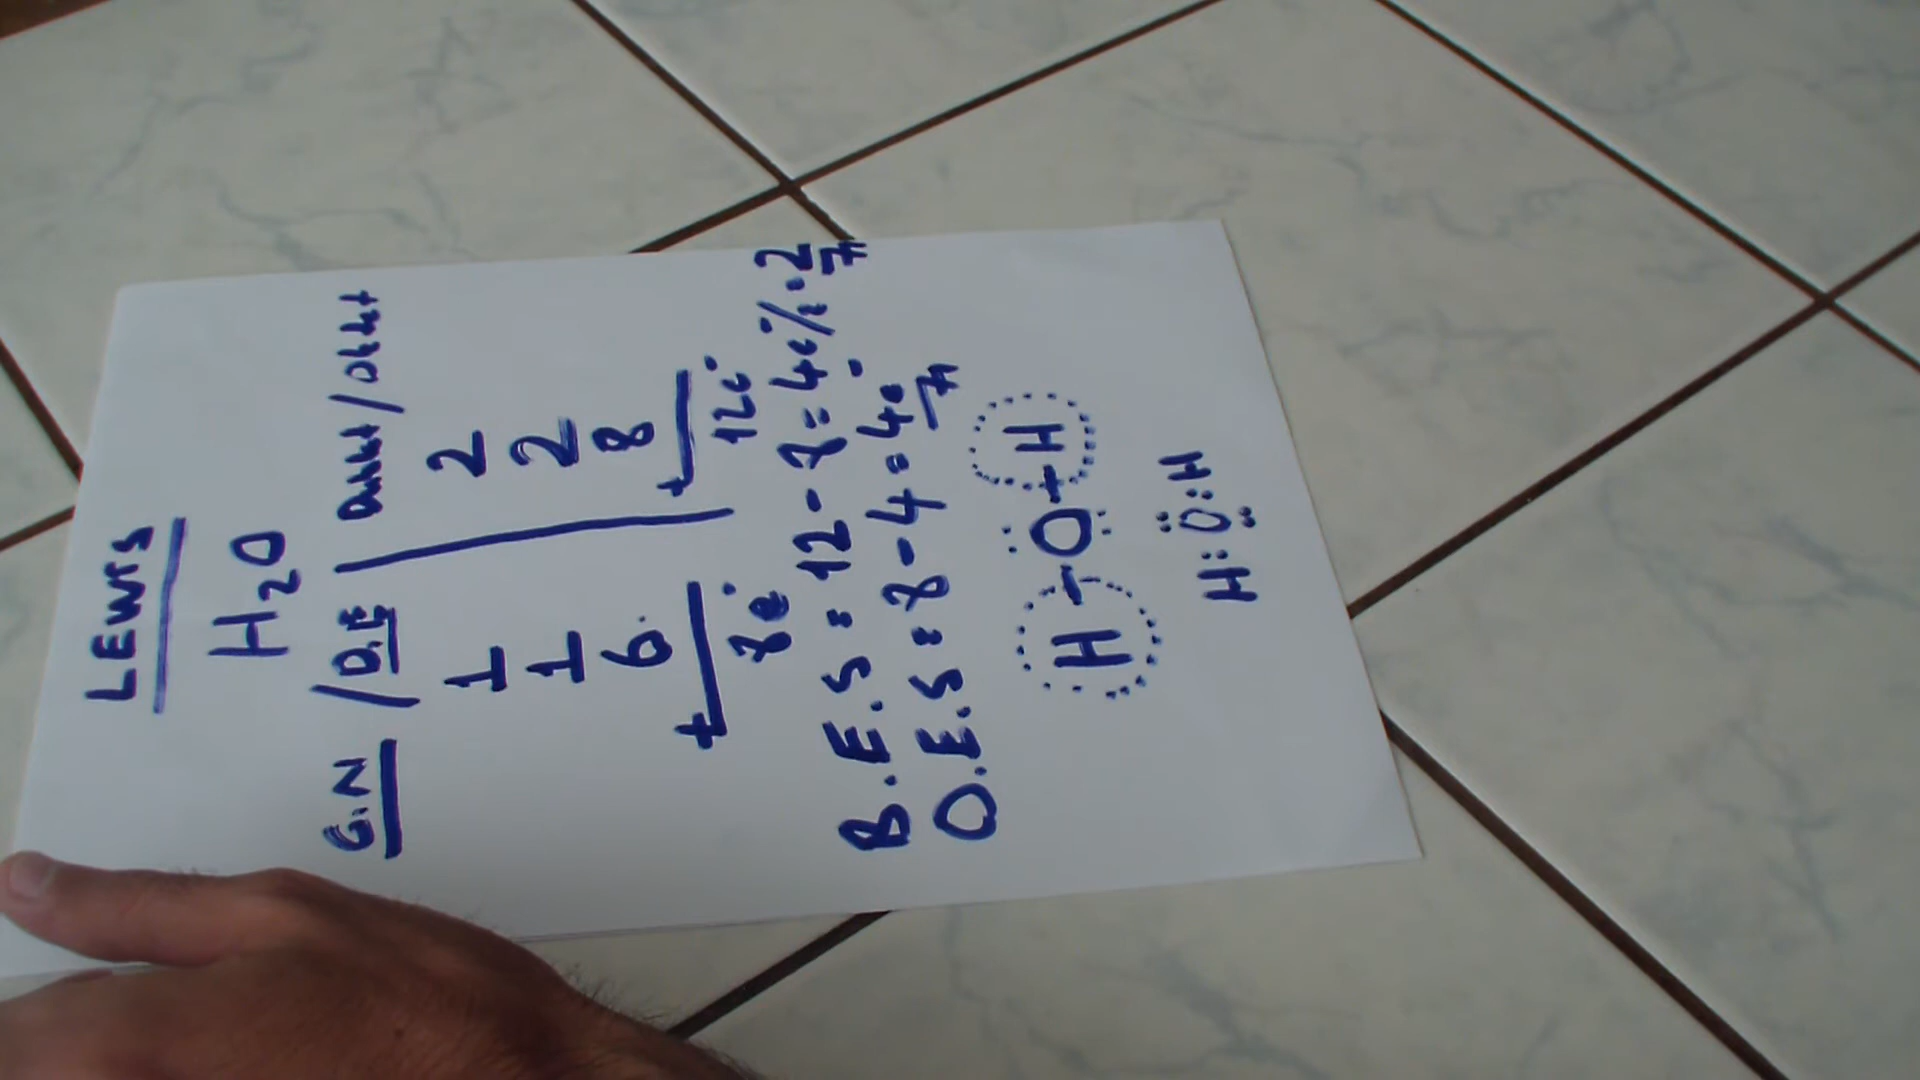 LEWIS
H₂O
G.N / D.E | duet/octet
1 2
1 2
6 8
+ 8e⁻ + 12e⁻
B.E.S = 12 - 8 = 4e⁻ / : 2
O.E.S = 8 - 4 = 4e
H - O - H
H : O : H